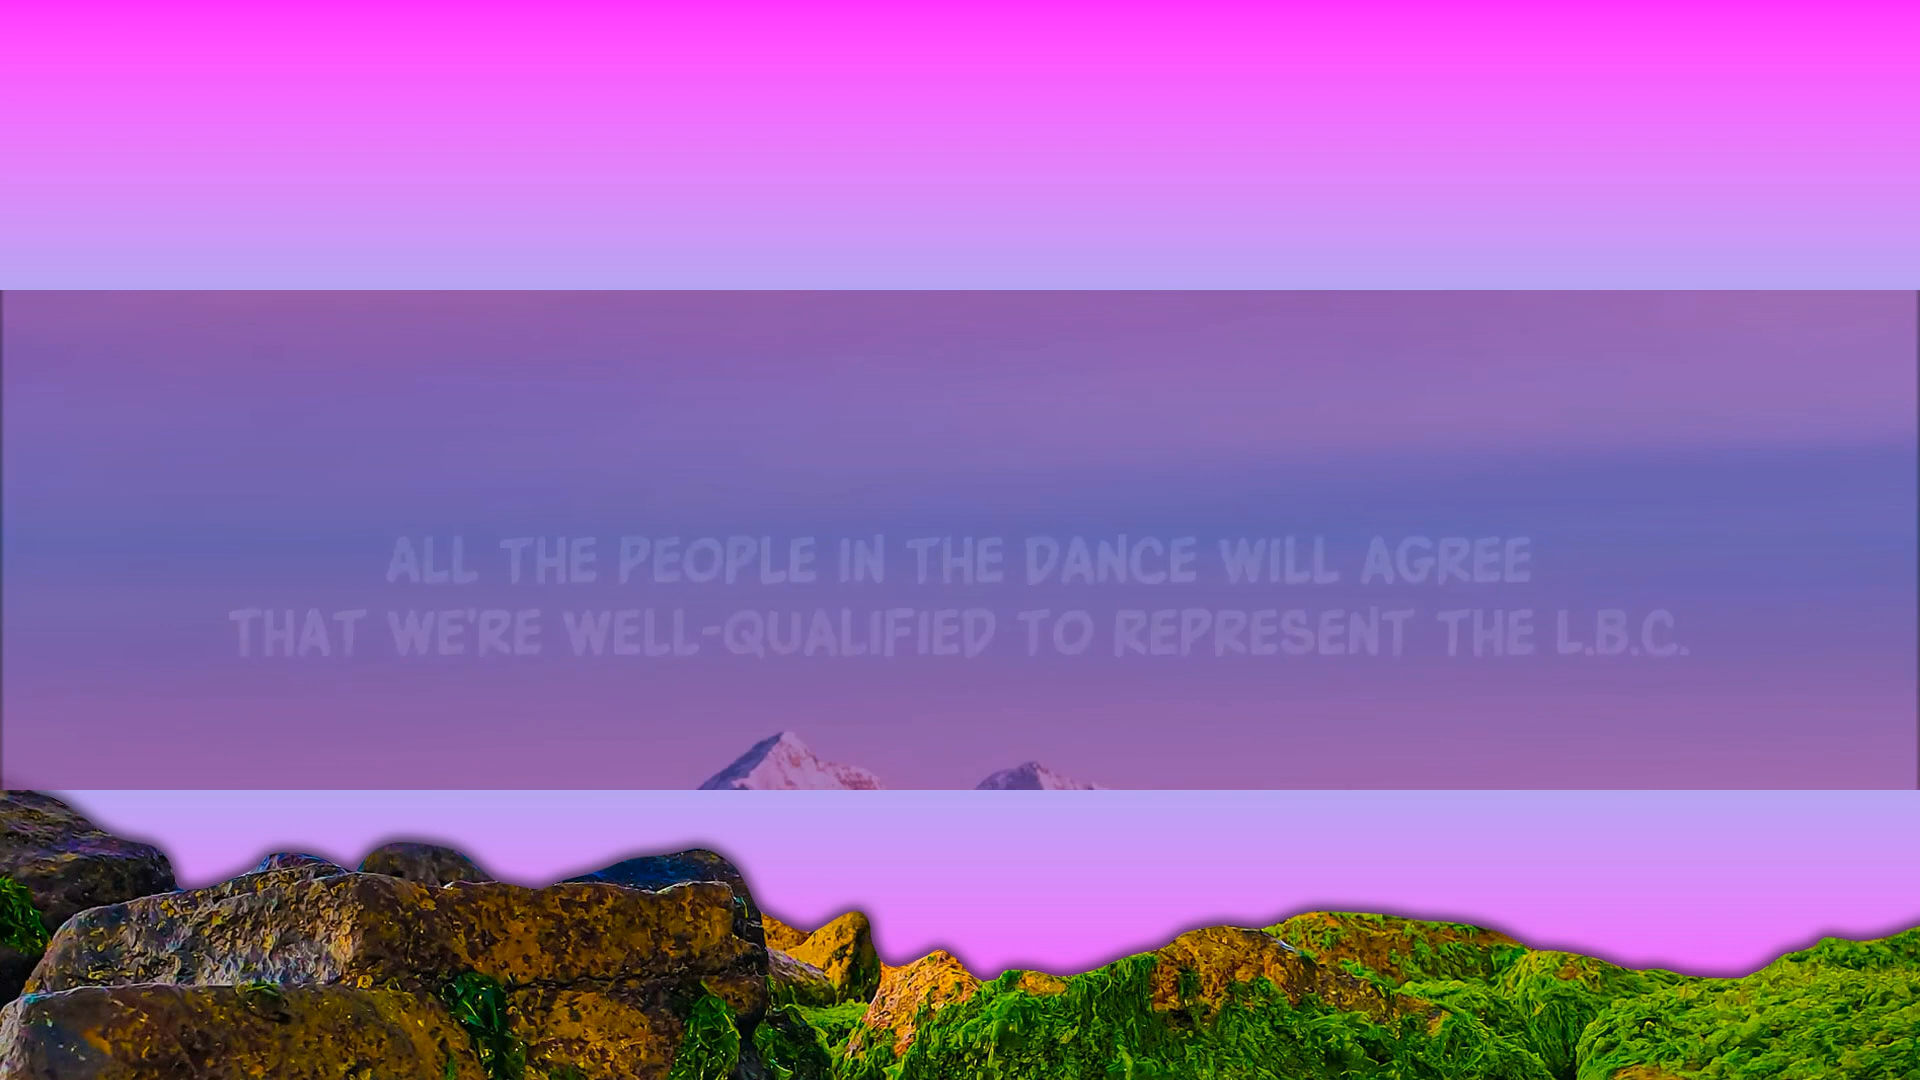 ALL THE PEOPLE IN THE DANCE WILL AGREE
THAT WE'RE WELL-QUALIFIED TO REPRESENT THE L.B.C.